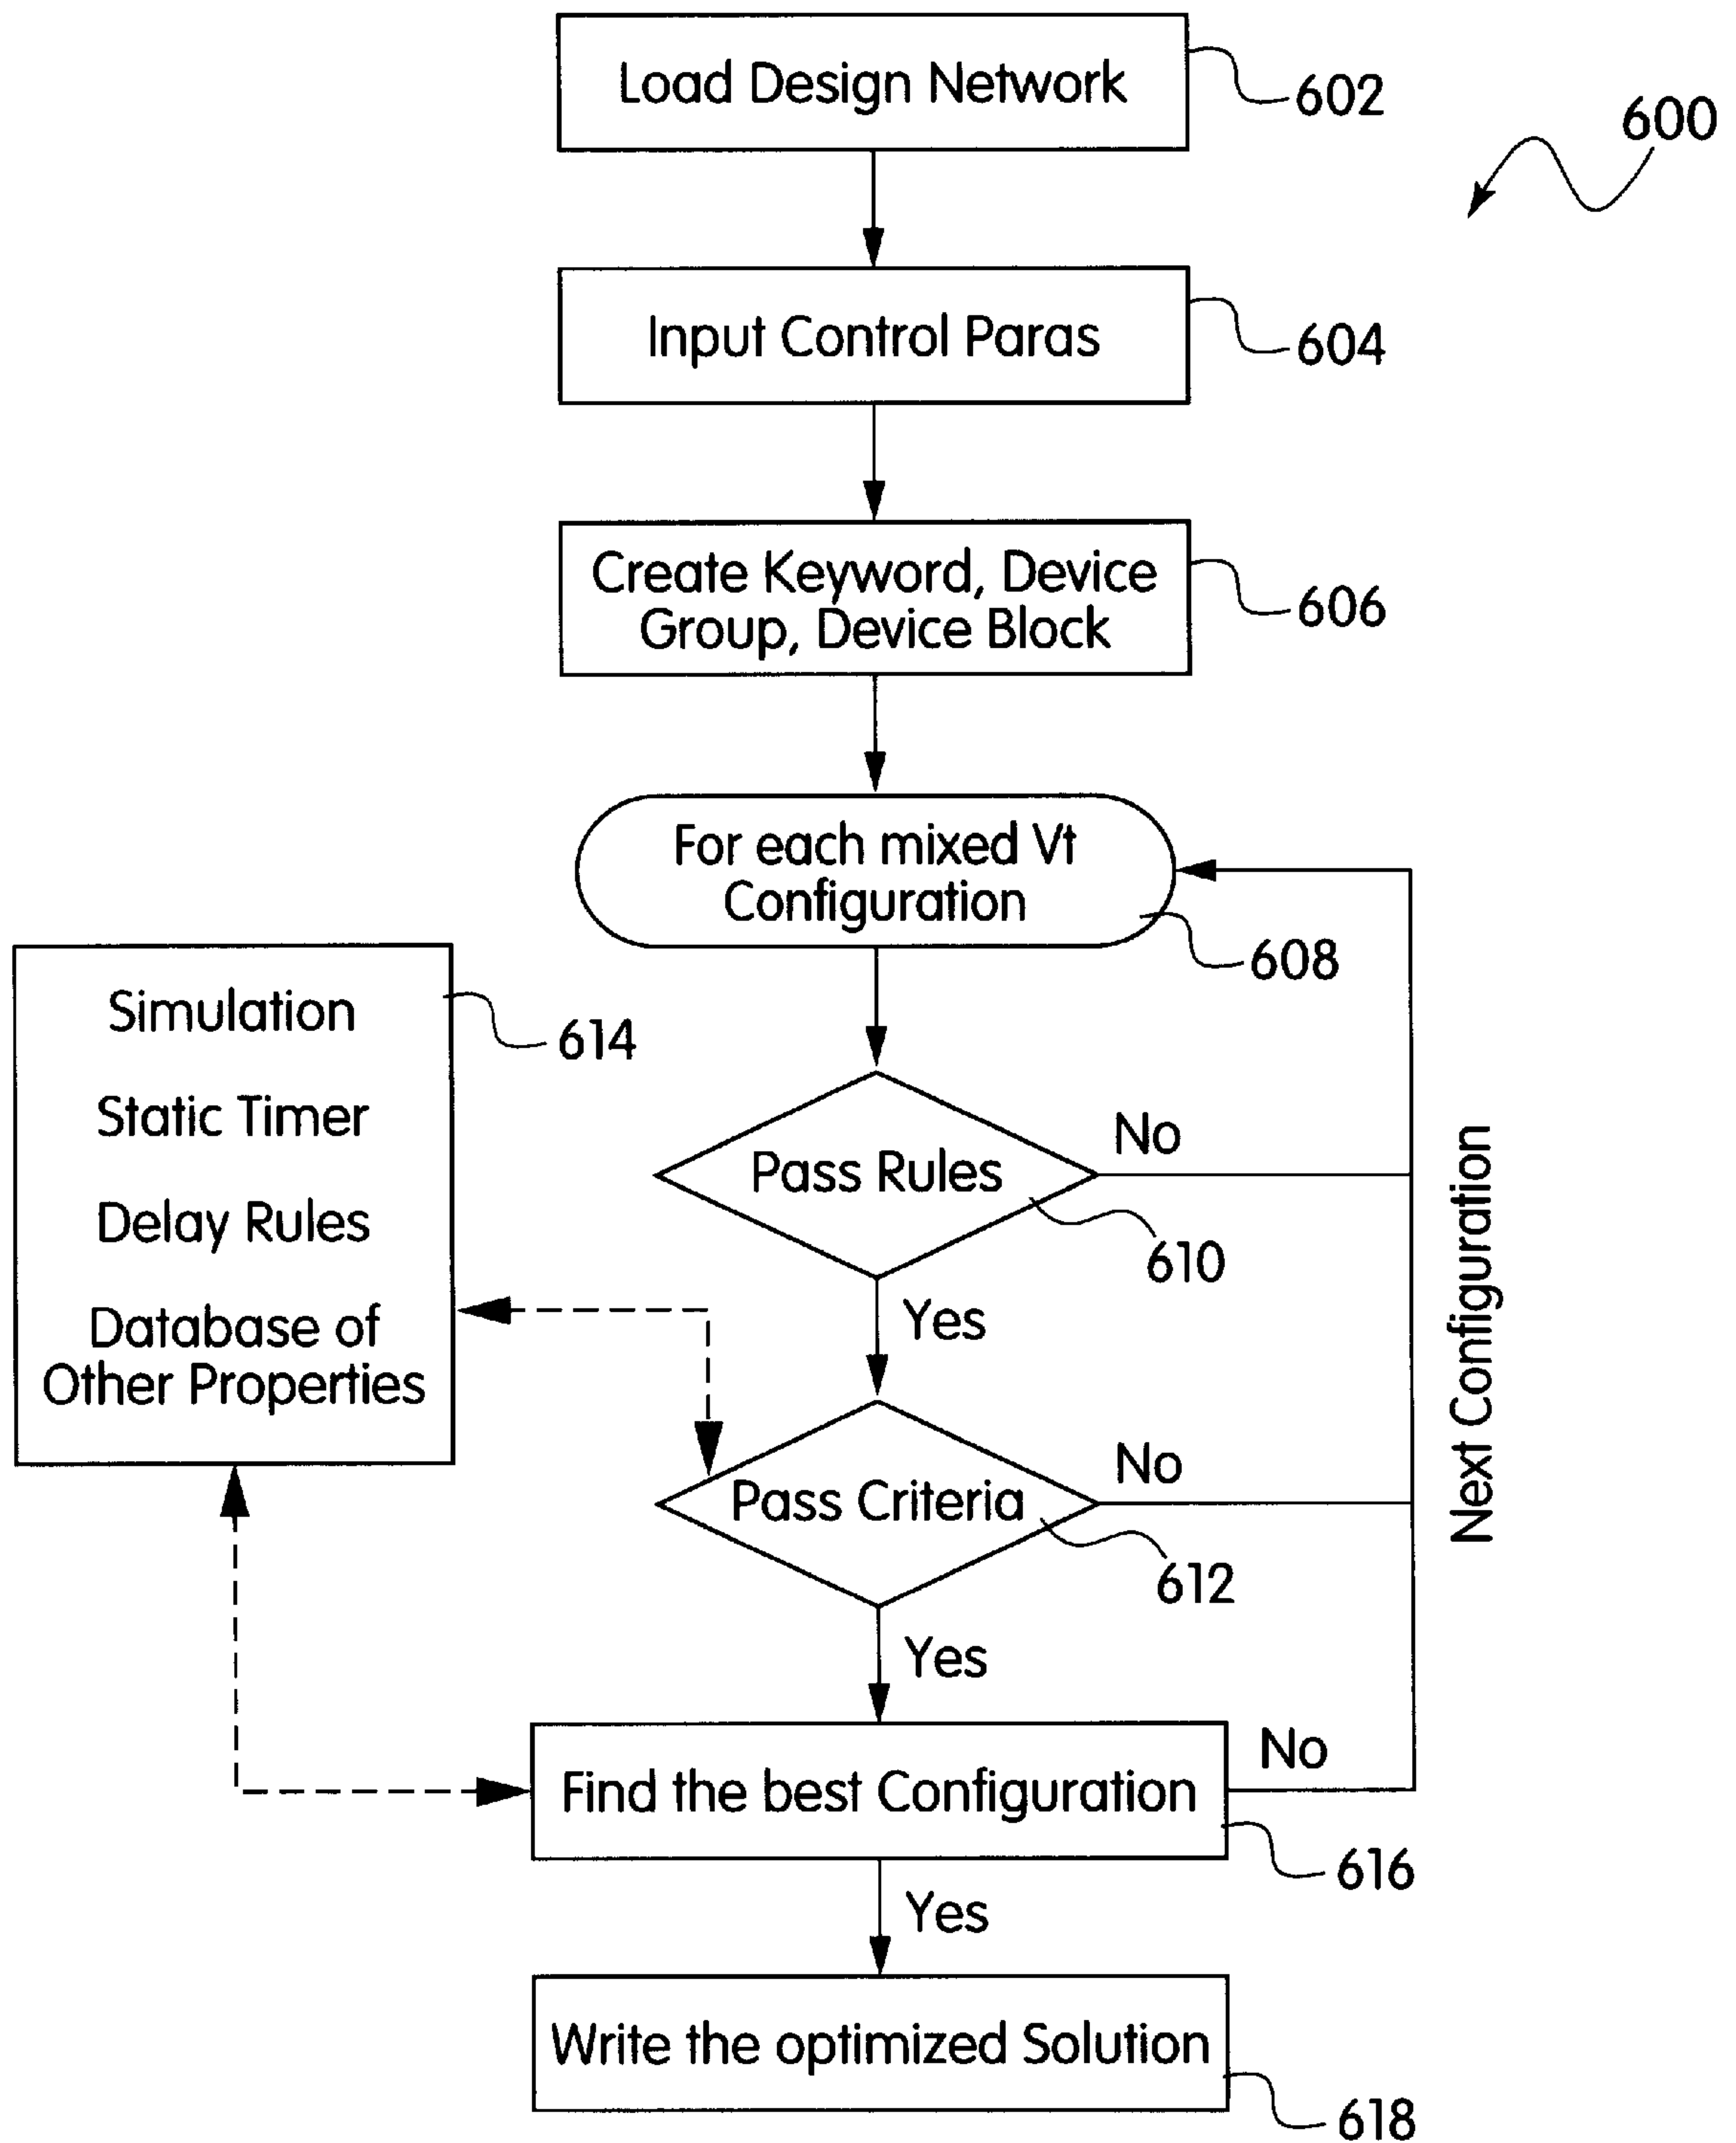 Load Design Network
602
600
Input Control Paras
604
Create Keyword, Device
Group, Device Block
606
For each mixed Vt
Configuration
608
Simulation
614
Static Timer
Delay Rules
Database of
Other Properties
Pass Rules
No
610
Yes
Next Configuration
Pass Criteria
No
612
Yes
Find the best Configuration
No
616
Yes
Write the optimized Solution
618